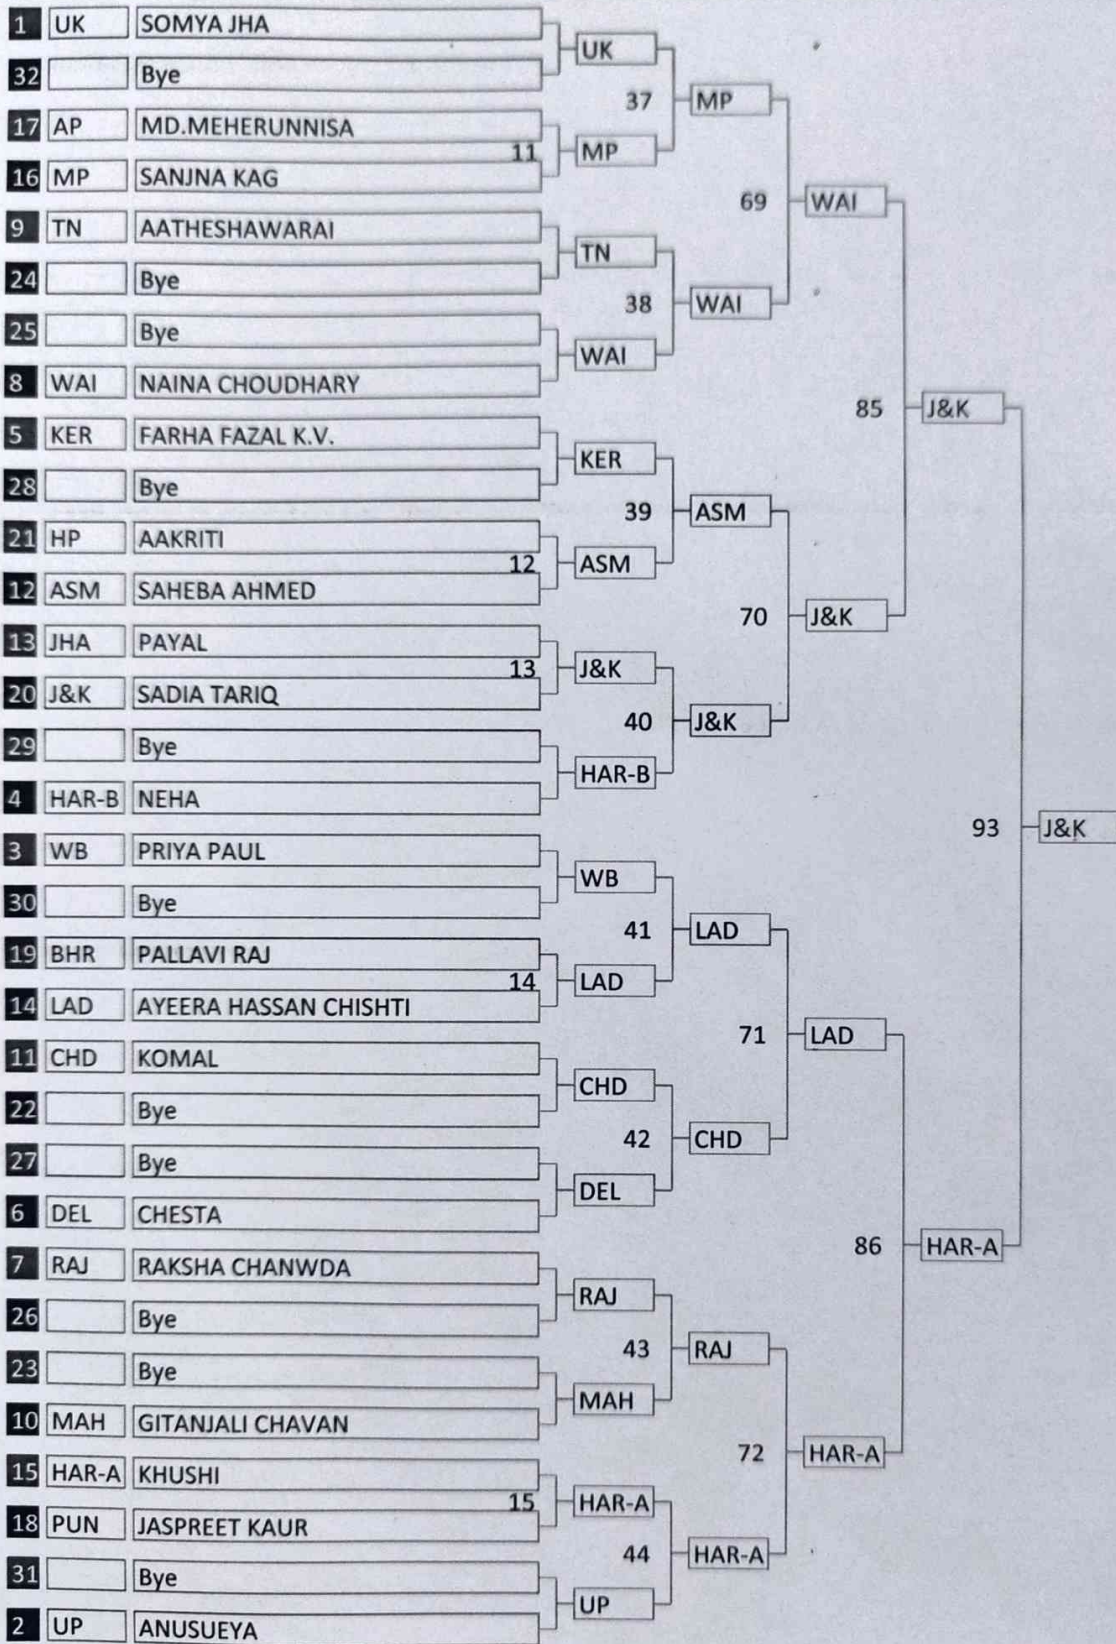 1 UK SOMYA JHA
UK
32 Bye
37 MP
17 AP MD.MEHERUNNISA
11 MP
16 MP SANJNA KAG
69 WAI
9 TN AATHESHAWARAI
TN
24 Bye
38 WAI
25 Bye
WAI
8 WAI NAINA CHOUDHARY
85 J&K
5 KER FARHA FAZAL K.V.
KER
28 Bye
39 ASM
21 HP AAKRITI
12 ASM
12 ASM SAHEBA AHMED
70 J&K
13 JHA PAYAL
13 J&K
20 J&K SADIA TARIQ
40 J&K
29 Bye
HAR-B
4 HAR-B NEHA
93 J&K
3 WB PRIYA PAUL
WB
30 Bye
41 LAD
19 BHR PALLAVI RAJ
14 LAD
14 LAD AYEERA HASSAN CHISHTI
71 LAD
11 CHD KOMAL
CHD
22 Bye
42 CHD
27 Bye
DEL
6 DEL CHESTA
86 HAR-A
7 RAJ RAKSHA CHANWDA
RAJ
26 Bye
43 RAJ
23 Bye
MAH
10 MAH GITANJALI CHAVAN
72 HAR-A
15 HAR-A KHUSHI
15 HAR-A
18 PUN JASPREET KAUR
44 HAR-A
31 Bye
UP
2 UP ANUSUEYA